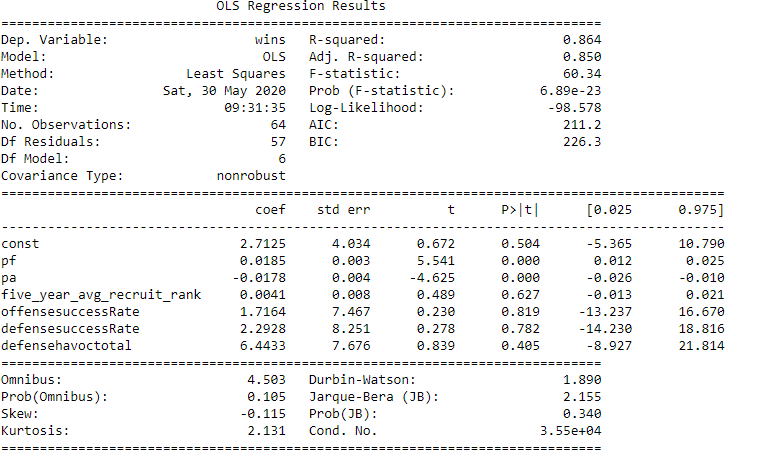 OLS Regression Results
==============================================================================
Dep. Variable:                   wins   R-squared:                       0.864
Model:                            OLS   Adj. R-squared:                  0.850
Method:                 Least Squares   F-statistic:                     60.34
Date:                Sat, 30 May 2020   Prob (F-statistic):           6.89e-23
Time:                        09:31:35   Log-Likelihood:                -98.578
No. Observations:                  64   AIC:                             211.2
Df Residuals:                      57   BIC:                             226.3
Df Model:                           6
Covariance Type:            nonrobust
==============================================================================================
                                 coef    std err          t      P>|t|      [0.025      0.975]
----------------------------------------------------------------------------------------------
const                          2.7125      4.034      0.672      0.504      -5.365      10.790
pf                             0.0185      0.003      5.541      0.000       0.012       0.025
pa                            -0.0178      0.004     -4.625      0.000      -0.026      -0.010
five_year_avg_recruit_rank     0.0041      0.008      0.489      0.627      -0.013       0.021
offensesuccessRate             1.7164      7.467      0.230      0.819     -13.237      16.670
defensesuccessRate             2.2928      8.251      0.278      0.782     -14.230      18.816
defensehavoctotal              6.4433      7.676      0.839      0.405      -8.927      21.814
==============================================================================
Omnibus:                        4.503   Durbin-Watson:                   1.890
Prob(Omnibus):                  0.105   Jarque-Bera (JB):                2.155
Skew:                          -0.115   Prob(JB):                        0.340
Kurtosis:                       2.131   Cond. No.                     3.55e+04
==============================================================================